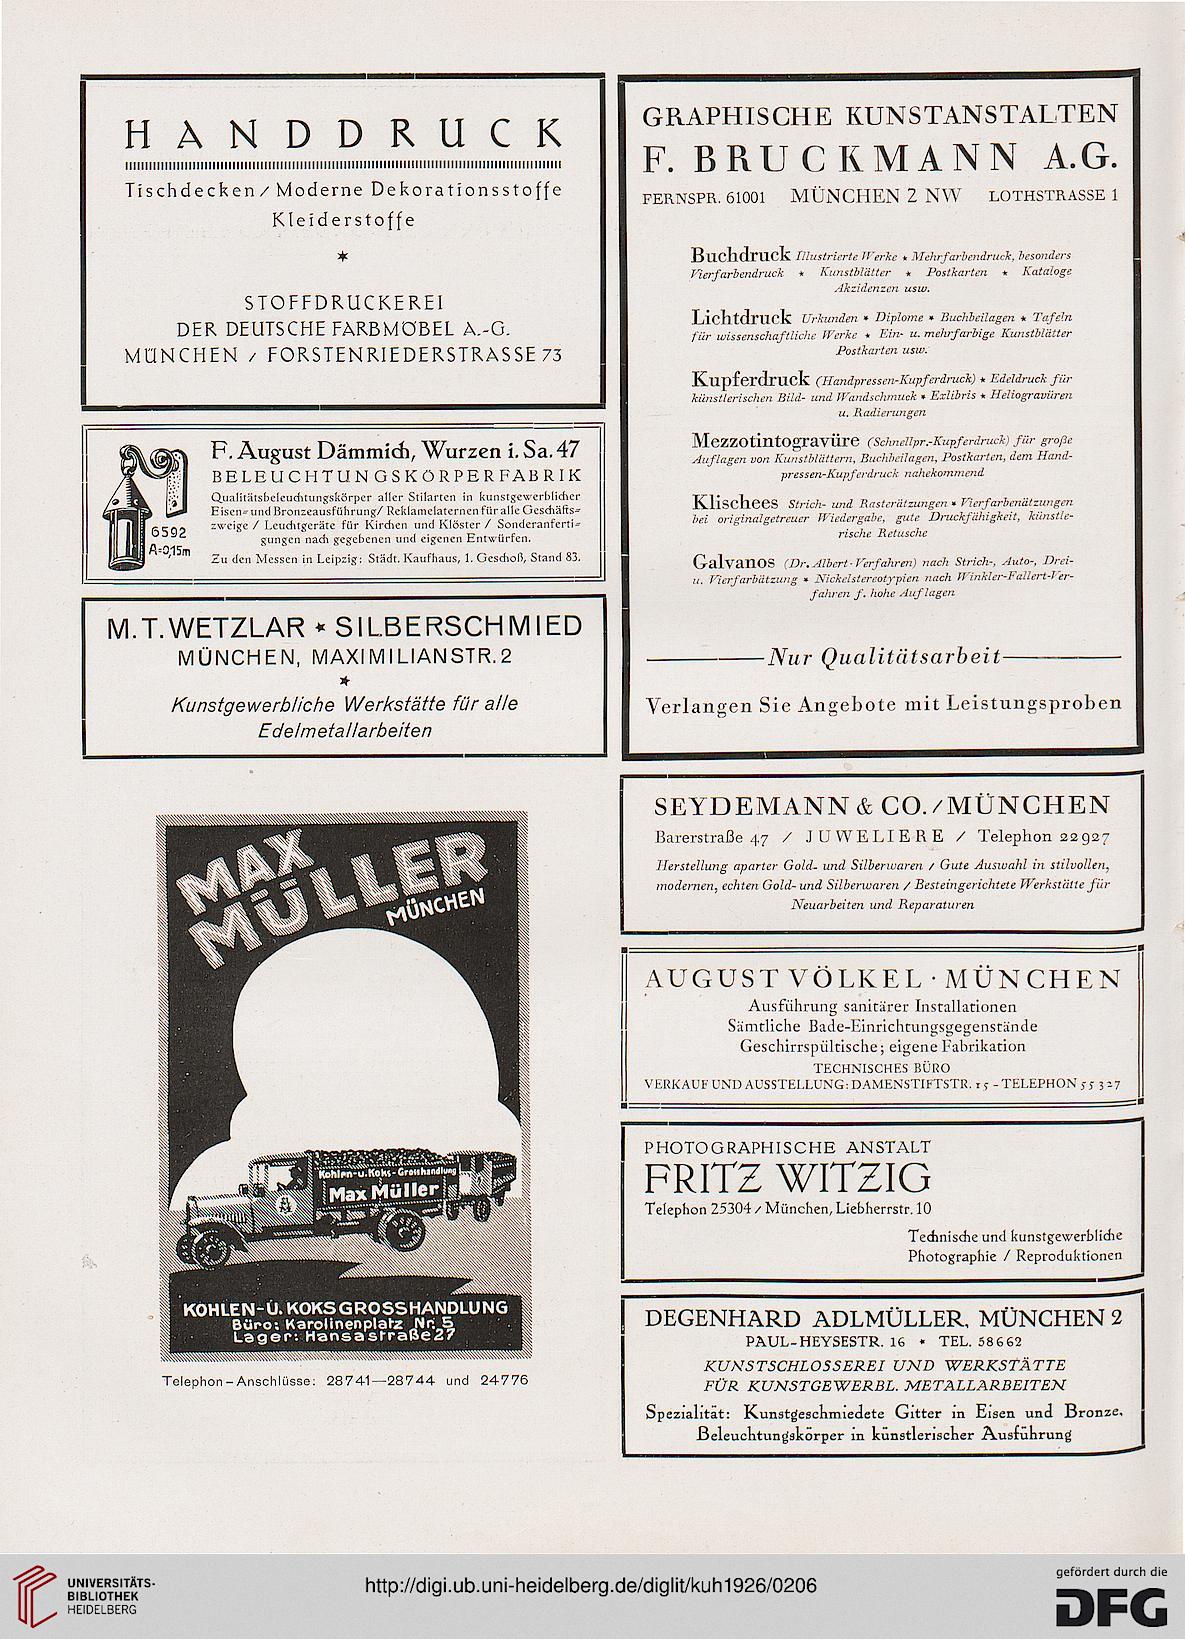 HANDDRUCK
Tischdecken / Moderne Dekorationsstoffe
Kleiderstoffe
*
STOFFDRUCKEREI
DER DEUTSCHE FARBMÖBEL A.-G.
MÜNCHEN / FORSTENRIEDERSTRASSE 73
F. August Dämmich, Wurzen i. Sa. 47
BELEUCHTUNGSKÖRPERFABRIK
Qualitätsbeleuchtungskörper aller Stilarten in kunstgewerblicher
Eisen- und Bronzeausführung / Reklamelaternen für alle Geschäfts-
zweige / Leuchtgeräte für Kirchen und Klöster / Sonderanferti-
gungen nach gegebenen und eigenen Entwürfen.
Zu den Messen in Leipzig: Städt. Kaufhaus, 1. Geschoß, Stand 83.
6592
A=0,15m
M. T. WETZLAR * SILBERSCHMIED
MÜNCHEN, MAXIMILIANSTR. 2
*
Kunstgewerbliche Werkstätte für alle
Edelmetallarbeiten
MAX
MÜLLER
MÜNCHEN
Kohlen-u. Koks-Grosshandlung
Max Müller
KOHLEN-U. KOKSGROSSHANDLUNG
Büro: Karolinenplatz Nr. 5
Lager: Hansastraße 27
Telephon-Anschlüsse: 28741—28744 und 24776
GRAPHISCHE KUNSTANSTALTEN
F. BRUCKMANN A.G.
FERNSPR. 61001 MÜNCHEN 2 NW LOTHSTRASSE 1
Buchdruck Illustrierte Werke * Mehrfarbendruck, besonders
Vierfarbendruck * Kunstblätter * Postkarten * Kataloge
Akzidenzen usw.
Lichtdruck Urkunden * Diplome * Buchbeilagen * Tafeln
für wissenschaftliche Werke * Ein- u. mehrfarbige Kunstblätter
Postkarten usw.
Kupferdruck (Handpressen-Kupferdruck) * Edeldruck für
künstlerischen Bild- und Wandschmuck * Exlibris * Heliogravüren
u. Radierungen
Mezzotintogravüre (Schnellpr.-Kupferdruck) für große
Auflagen von Kunstblättern, Buchbeilagen, Postkarten, dem Hand-
pressen-Kupferdruck nahekommend
Klischees Strich- und Rasterätzungen * Vierfarbenätzungen
bei originalgetreuer Wiedergabe, gute Druckfähigkeit, künstle-
rische Retusche
Galvanos (Dr. Albert-Verfahren) nach Strich-, Auto-, Drei-
u. Vierfarbätzung * Nickelstereotypien nach Winkler-Fallert-Ver-
fahren f. hohe Auflagen
Nur Qualitätsarbeit
Verlangen Sie Angebote mit Leistungsproben
SEYDEMANN & CO. / MÜNCHEN
Barerstraße 47 / JUWELIERE / Telephon 22927
Herstellung aparter Gold- und Silberwaren / Gute Auswahl in stilvollen,
modernen, echten Gold- und Silberwaren / Besteingerichtete Werkstätte für
Neuarbeiten und Reparaturen
AUGUST VÖLKEL · MÜNCHEN
Ausführung sanitärer Installationen
Sämtliche Bade-Einrichtungsgegenstände
Geschirrspültische; eigene Fabrikation
TECHNISCHES BÜRO
VERKAUF UND AUSSTELLUNG: DAMENSTIFTSTR. 15 - TELEPHON 55327
PHOTOGRAPHISCHE ANSTALT
FRITZ WITZIG
Telephon 25304 / München, Liebherrstr. 10
Technische und kunstgewerbliche
Photographie / Reproduktionen
DEGENHARD ADLMÜLLER, MÜNCHEN 2
PAUL-HEYSESTR. 16 * TEL. 58662
KUNSTSCHLOSSEREI UND WERKSTÄTTE
FÜR KUNSTGEWERBL. METALLARBEITEN
Spezialität: Kunstgeschmiedete Gitter in Eisen und Bronze,
Beleuchtungskörper in künstlerischer Ausführung
UNIVERSITÄTS-
BIBLIOTHEK
HEIDELBERG
http://digi.ub.uni-heidelberg.de/diglit/kuh1926/0206
gefördert durch die
DFG